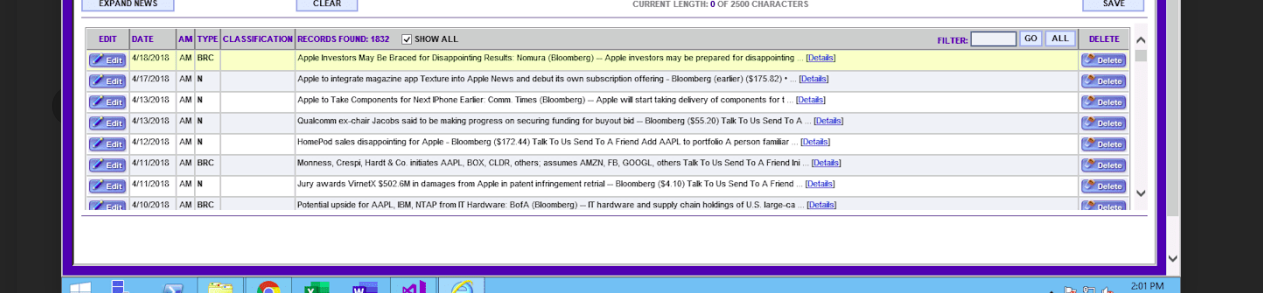 EXPAND NEWS CLEAR CURRENT LENGTH: 0 OF 2500 CHARACTERS SAVE
EDIT DATE AM TYPE CLASSIFICATION RECORDS FOUND: 1832 SHOW ALL FILTER: GO ALL DELETE
Edit 4/18/2018 AM BRC Apple Investors May Be Braced for Disappointing Results: Nomura (Bloomberg) -- Apple investors may be prepared for disappointing ... [Details] Delete
Edit 4/17/2018 AM N Apple to integrate magazine app Texture into Apple News and debut its own subscription offering - Bloomberg (earlier) ($175.82) • ... [Details] Delete
Edit 4/13/2018 AM N Apple to Take Components for Next IPhone Earlier: Comm. Times (Bloomberg) -- Apple will start taking delivery of components for t ... [Details] Delete
Edit 4/13/2018 AM N Qualcomm ex-chair Jacobs said to be making progress on securing funding for buyout bid -- Bloomberg ($55.20) Talk To Us Send To A ... [Details] Delete
Edit 4/12/2018 AM N HomePod sales disappointing for Apple - Bloomberg ($172.44) Talk To Us Send To A Friend Add AAPL to portfolio A person familiar ... [Details] Delete
Edit 4/11/2018 AM BRC Monness, Crespi, Hardt & Co. initiates AAPL, BOX, CLDR, others; assumes AMZN, FB, GOOGL, others Talk To Us Send To A Friend Ini ... [Details] Delete
Edit 4/11/2018 AM N Jury awards VirnetX $502.6M in damages from Apple in patent infringement retrial -- Bloomberg ($4.10) Talk To Us Send To A Friend ... [Details] Delete
Edit 4/10/2018 AM BRC Potential upside for AAPL, IBM, NTAP from IT Hardware: BofA (Bloomberg) -- IT hardware and supply chain holdings of U.S. large-ca ... [Details] Delete
2:01 PM